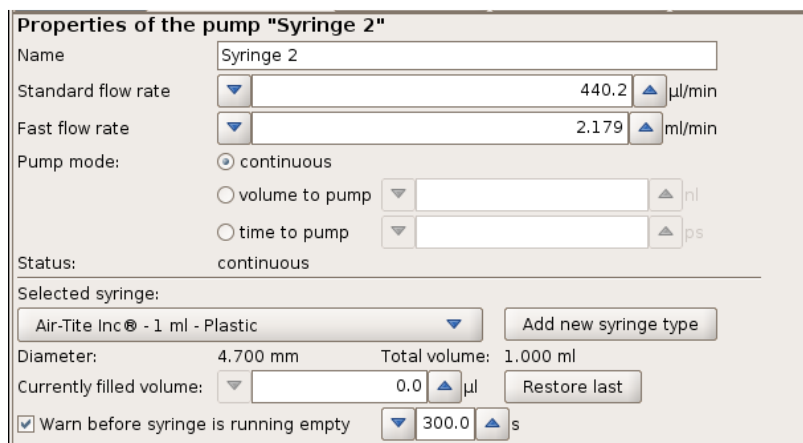 Properties of the pump "Syringe 2"
Name Syringe 2
Standard flow rate 440.2 µl/min
Fast flow rate 2.179 ml/min
Pump mode: continuous
volume to pump nl
time to pump ps
Status: continuous
Selected syringe:
Air-Tite Inc® - 1 ml - Plastic Add new syringe type
Diameter: 4.700 mm Total volume: 1.000 ml
Currently filled volume: 0.0 µl Restore last
Warn before syringe is running empty 300.0 s